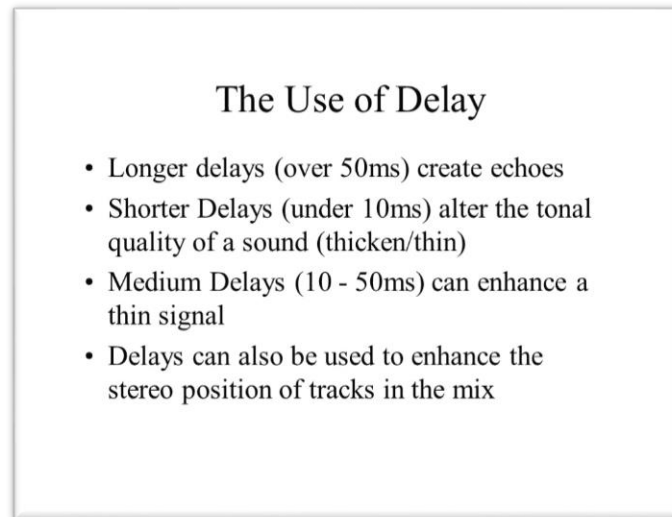 The Use of Delay
• Longer delays (over 50ms) create echoes
• Shorter Delays (under 10ms) alter the tonal
quality of a sound (thicken/thin)
• Medium Delays (10 - 50ms) can enhance a
thin signal
• Delays can also be used to enhance the
stereo position of tracks in the mix